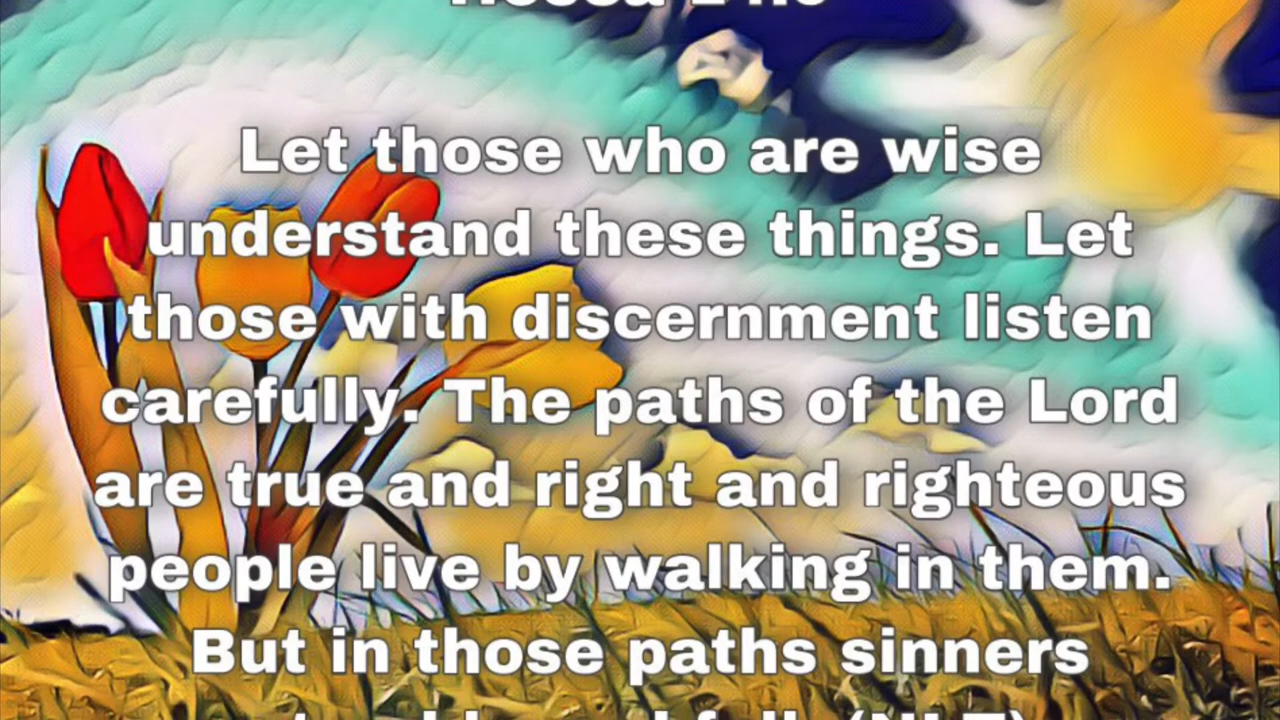 Let those who are wise
understand these things. Let
those with discernment listen
carefully. The paths of the Lord
are true and right and righteous
people live by walking in them.
But in those paths sinners